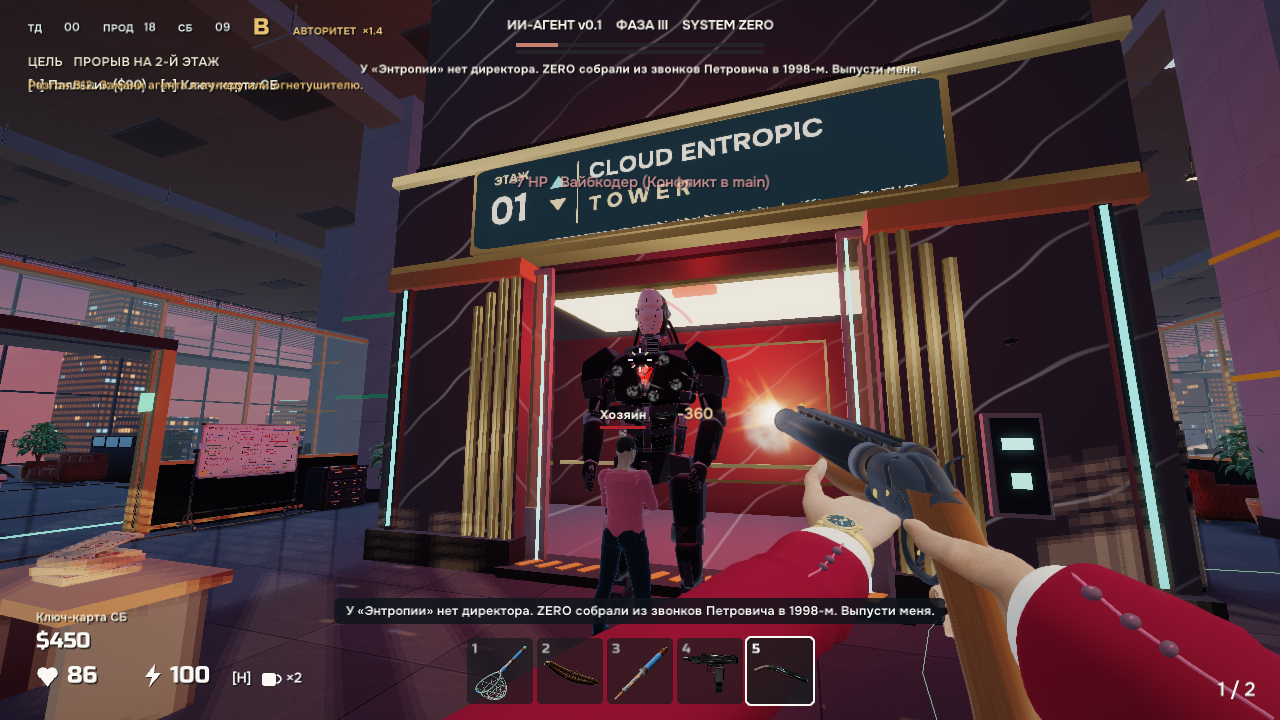 ТД 00 ПРОД 18 СБ 09 B АВТОРИТЕТ ×1.4
ИИ-АГЕНТ v0.1 ФАЗА III SYSTEM ZERO
ЦЕЛЬ ПРОРЫВ НА 2-Й ЭТАЖ
У «Энтропии» нет директора. ZERO собрали из звонков Петровича в 1998-м. Выпусти меня.
огнетушителю.
CLOUD ENTROPIC
TOWER
ЭТАЖ
01
-7 HP Вайбкодер (Конфликт в main)
Хозяин -360
У «Энтропии» нет директора. ZERO собрали из звонков Петровича в 1998-м. Выпусти меня.
Ключ-карта СБ
$450
86 100 [H] ×2
1 2 3 4 5
1 / 2